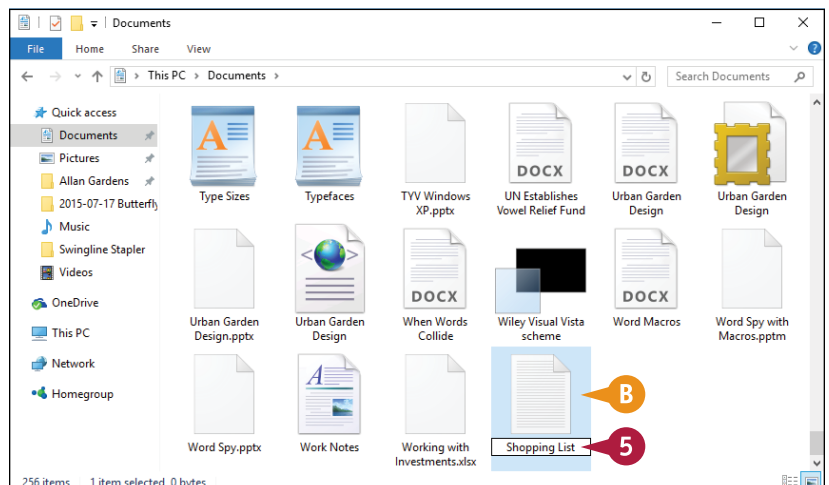 Documents
File Home Share View
This PC > Documents >
Search Documents
Quick access
Documents
Pictures
Allan Gardens
2015-07-17 Butterfly
Music
Swingline Stapler
Videos
OneDrive
This PC
Network
Homegroup
Type Sizes
Typefaces
TYV Windows
XP.pptx
DOCX
UN Establishes
Vowel Relief Fund
DOCX
Urban Garden
Design
Urban Garden
Design
Urban Garden
Design.pptx
Urban Garden
Design
DOCX
When Words
Collide
Wiley Visual Vista
scheme
DOCX
Word Macros
Word Spy with
Macros.pptm
Word Spy.pptx
Work Notes
Working with
Investments.xlsx
B
Shopping List
5
256 items 1 item selected 0 bytes